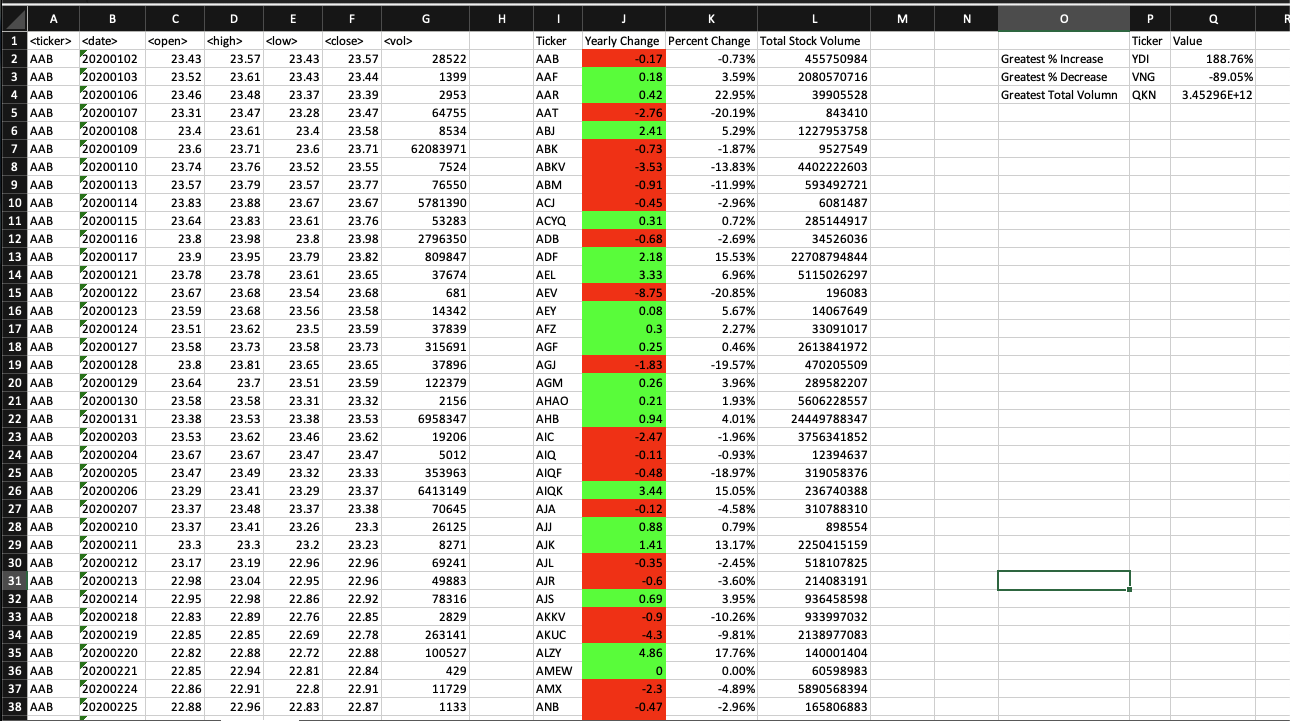 A B C D E F G H I J K L M N O P Q R
1 <ticker> <date> <open> <high> <low> <close> <vol> Ticker Yearly Change Percent Change Total Stock Volume Ticker Value
2 AAB 20200102 23.43 23.57 23.43 23.57 28522 AAB -0.17 -0.73% 455750984 Greatest % Increase YDI 188.76%
3 AAB 20200103 23.52 23.61 23.43 23.44 1399 AAF 0.18 3.59% 2080570716 Greatest % Decrease VNG -89.05%
4 AAB 20200106 23.46 23.48 23.37 23.39 2953 AAR 0.42 22.95% 39905528 Greatest Total Volumn QKN 3.45296E+12
5 AAB 20200107 23.31 23.47 23.28 23.47 64755 AAT -2.76 -20.19% 843410
6 AAB 20200108 23.4 23.61 23.4 23.58 8534 ABJ 2.41 5.29% 1227953758
7 AAB 20200109 23.6 23.71 23.6 23.71 62083971 ABK -0.73 -1.87% 9527549
8 AAB 20200110 23.74 23.76 23.52 23.55 7524 ABKV -3.53 -13.83% 4402222603
9 AAB 20200113 23.57 23.79 23.57 23.77 76550 ABM -0.91 -11.99% 593492721
10 AAB 20200114 23.83 23.88 23.67 23.67 5781390 ACJ -0.45 -2.96% 6081487
11 AAB 20200115 23.64 23.83 23.61 23.76 53283 ACYQ 0.31 0.72% 285144917
12 AAB 20200116 23.8 23.98 23.8 23.98 2796350 ADB -0.68 -2.69% 34526036
13 AAB 20200117 23.9 23.95 23.79 23.82 809847 ADF 2.18 15.53% 22708794844
14 AAB 20200121 23.78 23.78 23.61 23.65 37674 AEL 3.33 6.96% 5115026297
15 AAB 20200122 23.67 23.68 23.54 23.68 681 AEV -8.75 -20.85% 196083
16 AAB 20200123 23.59 23.68 23.56 23.58 14342 AEY 0.08 5.67% 14067649
17 AAB 20200124 23.51 23.62 23.5 23.59 37839 AFZ 0.3 2.27% 33091017
18 AAB 20200127 23.58 23.73 23.58 23.73 315691 AGF 0.25 0.46% 2613841972
19 AAB 20200128 23.8 23.81 23.65 23.65 37896 AGJ -1.83 -19.57% 470205509
20 AAB 20200129 23.64 23.7 23.51 23.59 122379 AGM 0.26 3.96% 289582207
21 AAB 20200130 23.58 23.58 23.31 23.32 2156 AHAO 0.21 1.93% 5606228557
22 AAB 20200131 23.38 23.53 23.38 23.53 6958347 AHB 0.94 4.01% 24449788347
23 AAB 20200203 23.53 23.62 23.46 23.62 19206 AIC -2.47 -1.96% 3756341852
24 AAB 20200204 23.67 23.67 23.47 23.47 5012 AIQ -0.11 -0.93% 12394637
25 AAB 20200205 23.47 23.49 23.32 23.33 353963 AIQF -0.48 -18.97% 319058376
26 AAB 20200206 23.29 23.41 23.29 23.37 6413149 AIQK 3.44 15.05% 236740388
27 AAB 20200207 23.37 23.48 23.37 23.38 70645 AJA -0.12 -4.58% 310788310
28 AAB 20200210 23.37 23.41 23.26 23.3 26125 AJJ 0.88 0.79% 898554
29 AAB 20200211 23.3 23.3 23.2 23.23 8271 AJK 1.41 13.17% 2250415159
30 AAB 20200212 23.17 23.19 22.96 22.96 69241 AJL -0.35 -2.45% 518107825
31 AAB 20200213 22.98 23.04 22.95 22.96 49883 AJR -0.6 -3.60% 214083191
32 AAB 20200214 22.95 22.98 22.86 22.92 78316 AJS 0.69 3.95% 936458598
33 AAB 20200218 22.83 22.89 22.76 22.85 2829 AKKV -0.9 -10.26% 933997032
34 AAB 20200219 22.85 22.85 22.69 22.78 263141 AKUC -4.3 -9.81% 2138977083
35 AAB 20200220 22.82 22.88 22.72 22.88 100527 ALZY 4.86 17.76% 140001404
36 AAB 20200221 22.85 22.94 22.81 22.84 429 AMEW 0 0.00% 60598983
37 AAB 20200224 22.86 22.91 22.8 22.91 11729 AMX -2.3 -4.89% 5890568394
38 AAB 20200225 22.88 22.96 22.83 22.87 1133 ANB -0.47 -2.96% 165806883